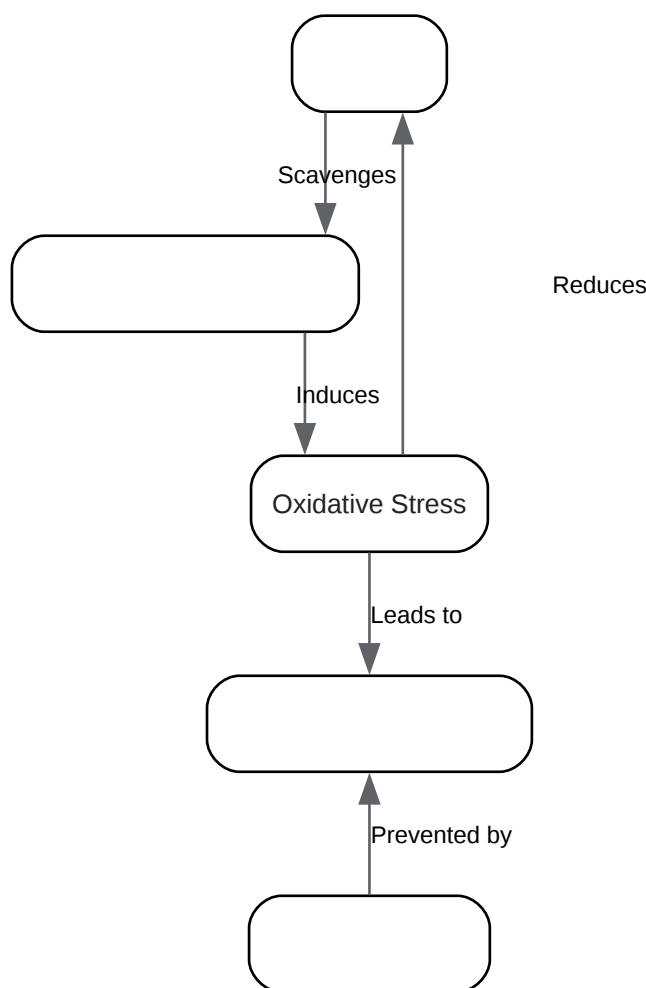 Scavenges
Reduces
Induces
Oxidative Stress
Leads to
Prevented by